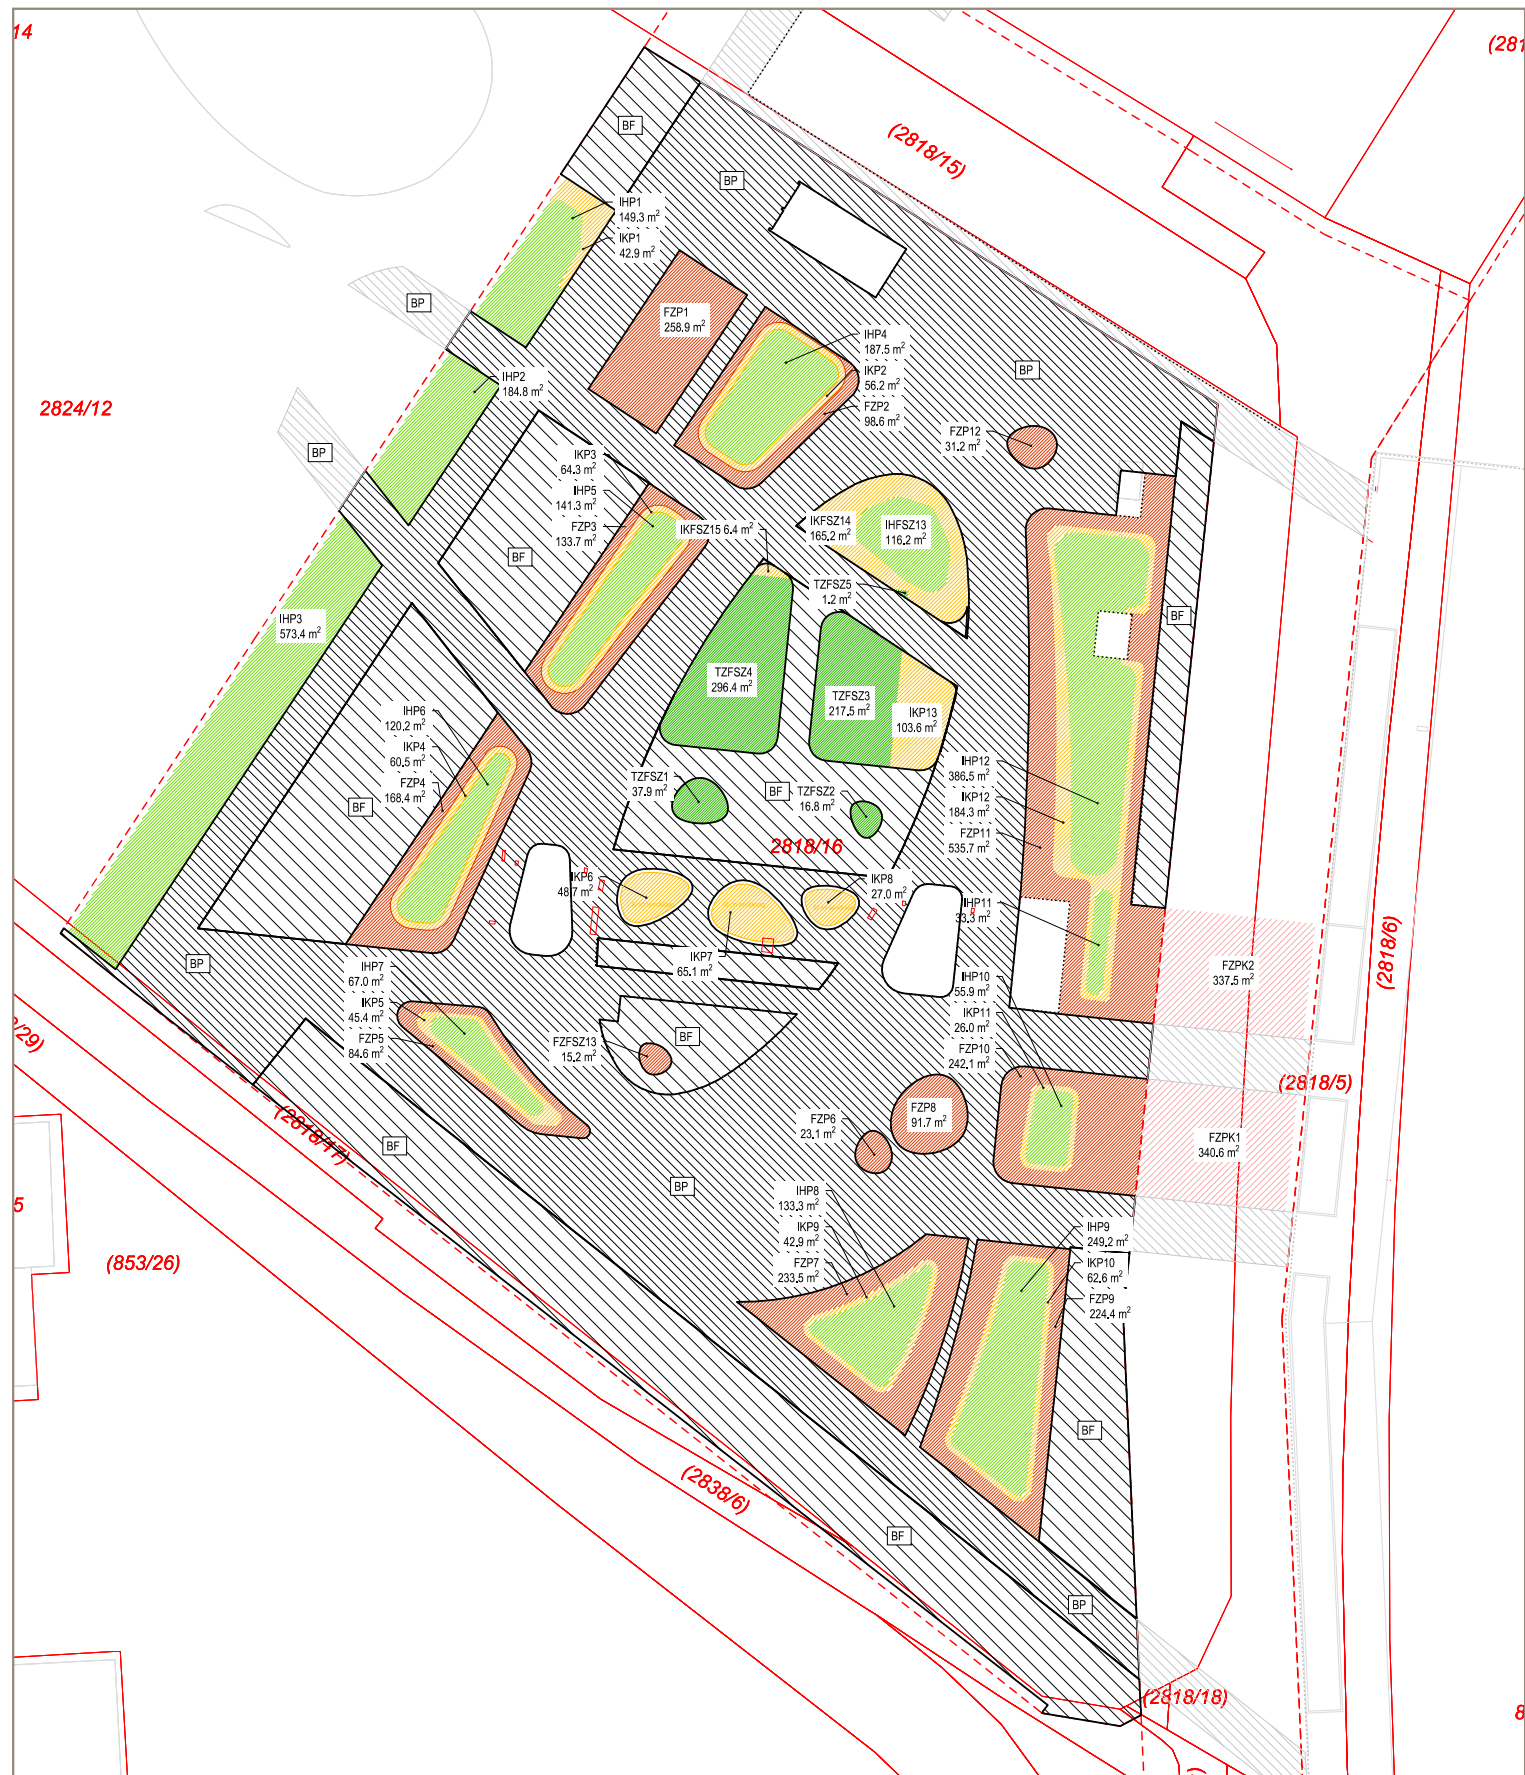 14
(281
(2818/15)
BF
BP
IHP1
149.3 m²
IKP1
42.9 m²
BP
FZP1
258.9 m²
IHP4
187.5 m²
IKP2
56.2 m²
FZP2
98.6 m²
BP
IHP2
184.8 m²
2824/12
BP
FZP12
31.2 m²
IKP3
64.3 m²
IHP5
141.3 m²
FZP3
133.7 m²
IKFSZ15 6.4 m²
IKFSZ14
165.2 m²
IHFSZ13
116.2 m²
BF
TZFSZ5
1.2 m²
BF
IHP3
573.4 m²
TZFSZ4
296.4 m²
TZFSZ3
217.5 m²
IKP13
103.6 m²
IHP6
120.2 m²
IKP4
60.5 m²
FZP4
168.4 m²
BF
TZFSZ1
37.9 m²
BF
TZFSZ2
16.8 m²
IHP12
386.5 m²
IKP12
184.3 m²
FZP11
535.7 m²
2818/16
IKP6
48.7 m²
IKP8
27.0 m²
IHP11
33.3 m²
IKP7
65.1 m²
BP
IHP7
67.0 m²
IKP5
45.4 m²
FZP5
84.6 m²
FZPK2
337.5 m²
(2818/6)
IHP10
55.9 m²
IKP11
26.0 m²
FZP10
242.1 m²
BF
FZFSZ13
15.2 m²
/29)
(2818/5)
FZP8
91.7 m²
FZP6
23.1 m²
FZPK1
340.6 m²
(2818/17)
BF
BP
5
IHP8
133.3 m²
IKP9
42.9 m²
FZP7
233.5 m²
IHP9
249.2 m²
IKP10
62.6 m²
FZP9
224.4 m²
(853/26)
BF
(2838/6)
BF
BP
(2818/18)
8